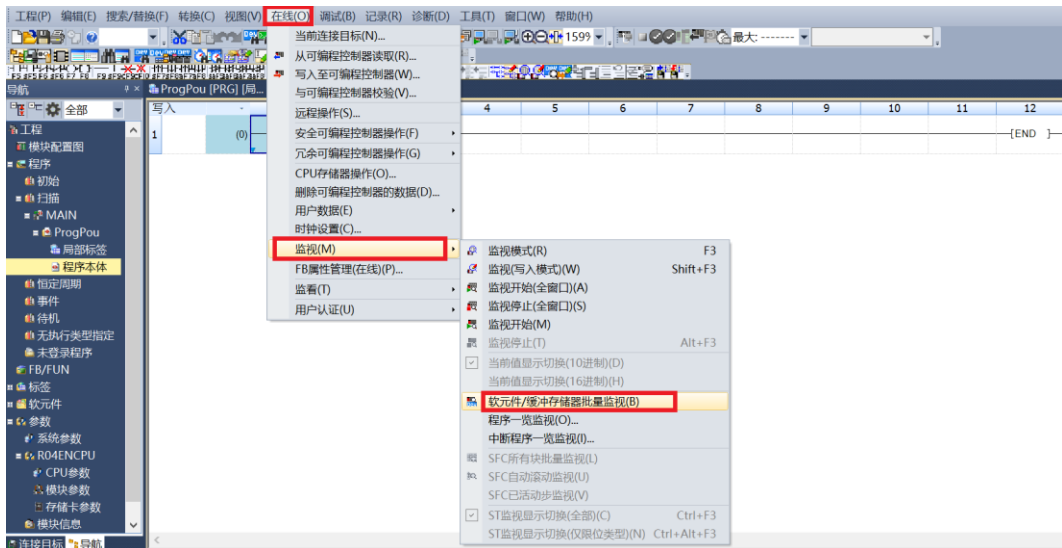 工程(P) 编辑(E) 搜索/替换(F) 转换(C) 视图(V) 在线(O) 调试(B) 记录(R) 诊断(D) 工具(T) 窗口(W) 帮助(H)
1599 最大: -------
导航
全部
工程
模块配置图
程序
初始
扫描
MAIN
ProgPou
局部标签
程序本体
恒定周期
事件
待机
无执行类型指定
未登录程序
FB/FUN
标签
软元件
参数
系统参数
R04ENCPU
CPU参数
模块参数
存储卡参数
模块信息
连接目标 导航
ProgPou [PRG] [局...
写入 4 5 6 7 8 9 10 11 12
1 (0) [END ]
当前连接目标(N)...
从可编程控制器读取(R)...
写入至可编程控制器(W)...
与可编程控制器校验(V)...
远程操作(S)...
安全可编程控制器操作(F)
冗余可编程控制器操作(G)
CPU存储器操作(O)...
删除可编程控制器的数据(D)...
用户数据(E)
时钟设置(C)...
监视(M)
FB属性管理(在线)(P)...
监看(T)
用户认证(U)
监视模式(R) F3
监视(写入模式)(W) Shift+F3
监视开始(全窗口)(A)
监视停止(全窗口)(S)
监视开始(M)
监视停止(T) Alt+F3
当前值显示切换(10进制)(D)
当前值显示切换(16进制)(H)
软元件/缓冲存储器批量监视(B)
程序一览监视(O)...
中断程序一览监视(I)...
SFC所有块批量监视(L)
SFC自动滚动监视(U)
SFC已活动步监视(V)
ST监视显示切换(全部)(C) Ctrl+F3
ST监视显示切换(仅限位类型)(N) Ctrl+Alt+F3